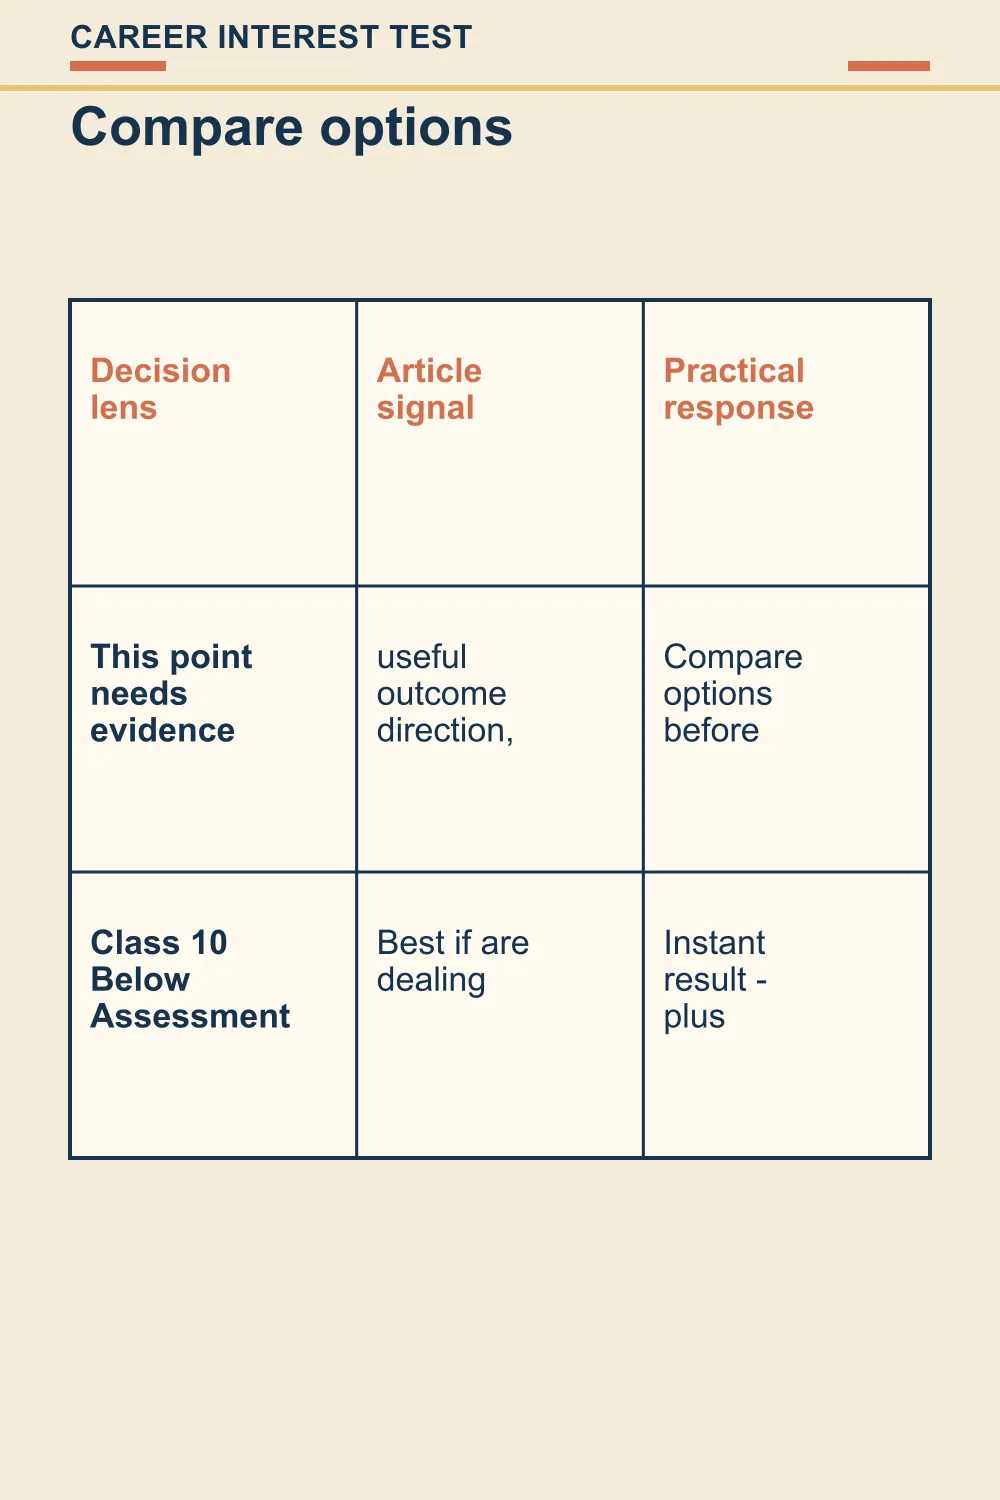 CAREER INTEREST TEST
Compare options
Decision
lens
Article
signal
Practical
response
This point
needs
evidence
useful
outcome
direction,
Compare
options
before
Class 10
Below
Assessment
Best if are
dealing
Instant
result -
plus